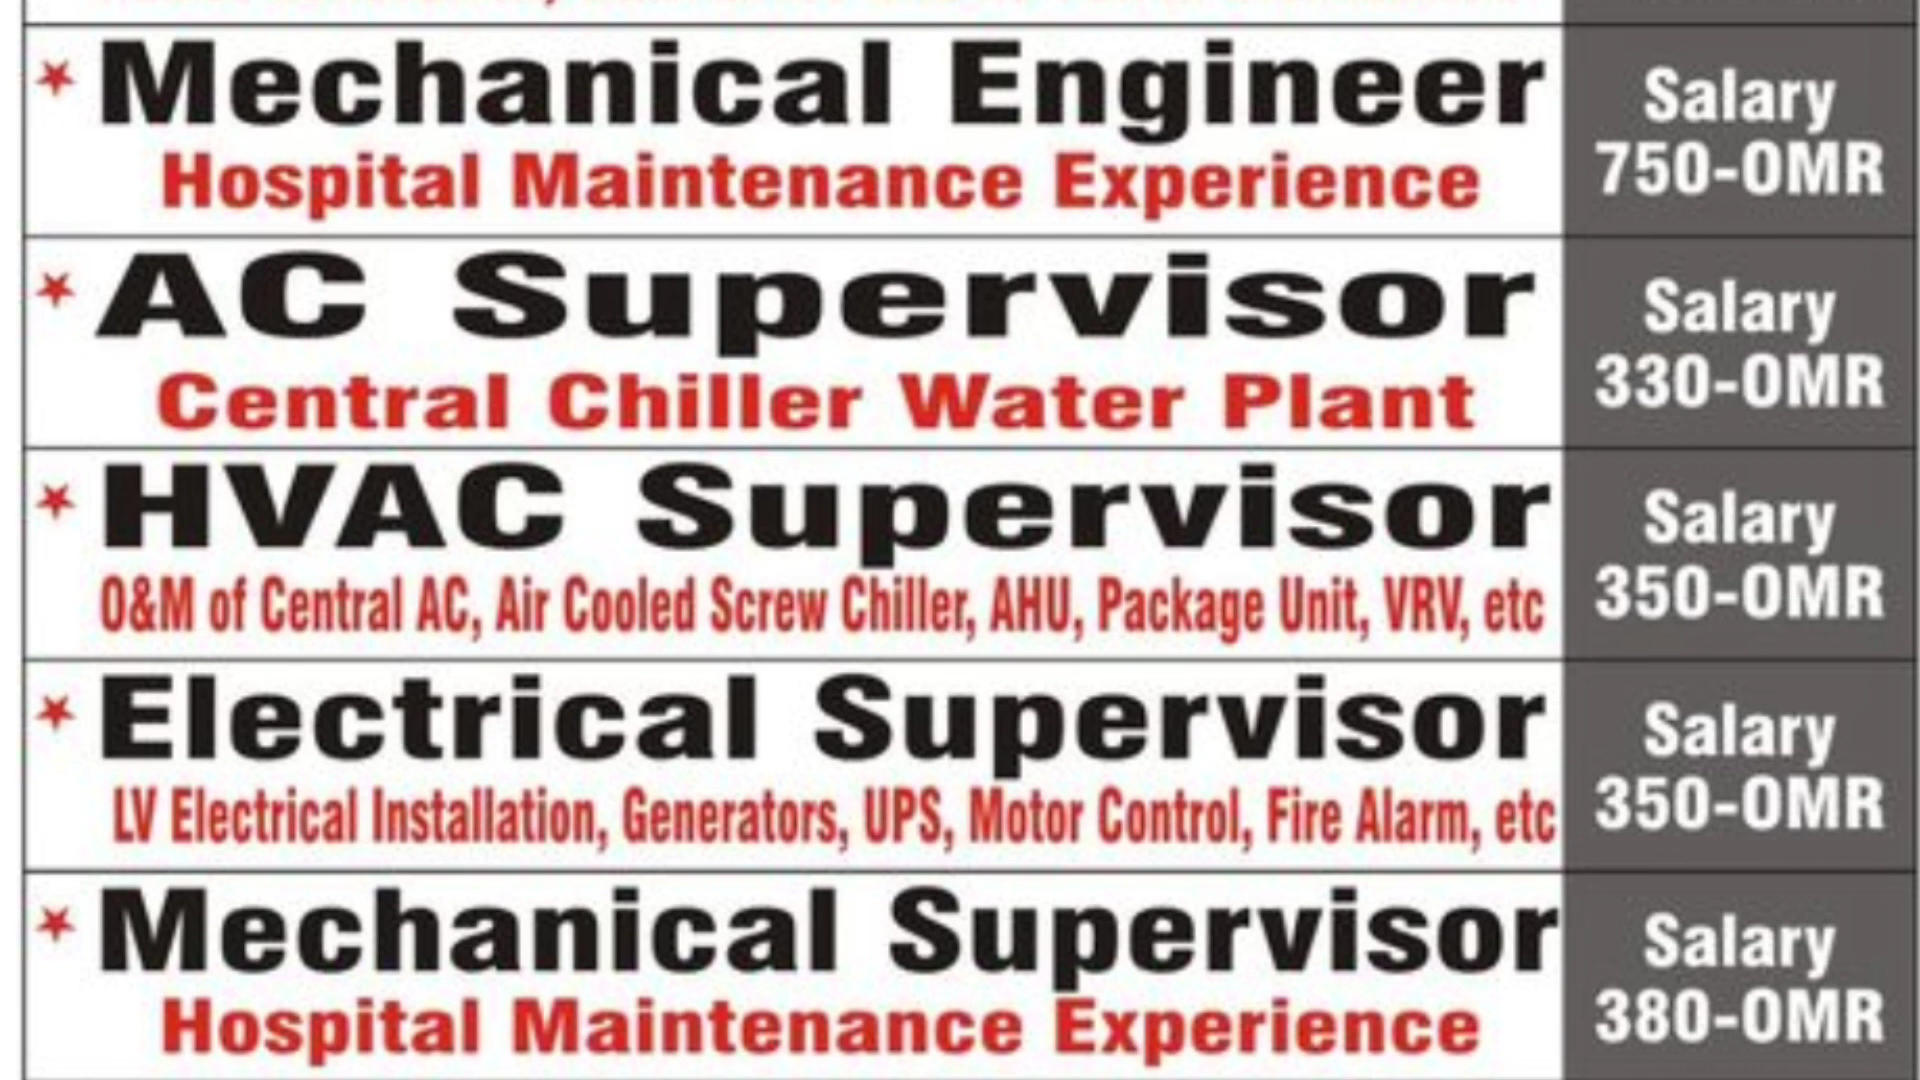 * Mechanical Engineer
Hospital Maintenance Experience
Salary
750-OMR
* AC Supervisor
Central Chiller Water Plant
Salary
330-OMR
* HVAC Supervisor
O&M of Central AC, Air Cooled Screw Chiller, AHU, Package Unit, VRV, etc
Salary
350-OMR
* Electrical Supervisor
LV Electrical Installation, Generators, UPS, Motor Control, Fire Alarm, etc
Salary
350-OMR
* Mechanical Supervisor
Hospital Maintenance Experience
Salary
380-OMR